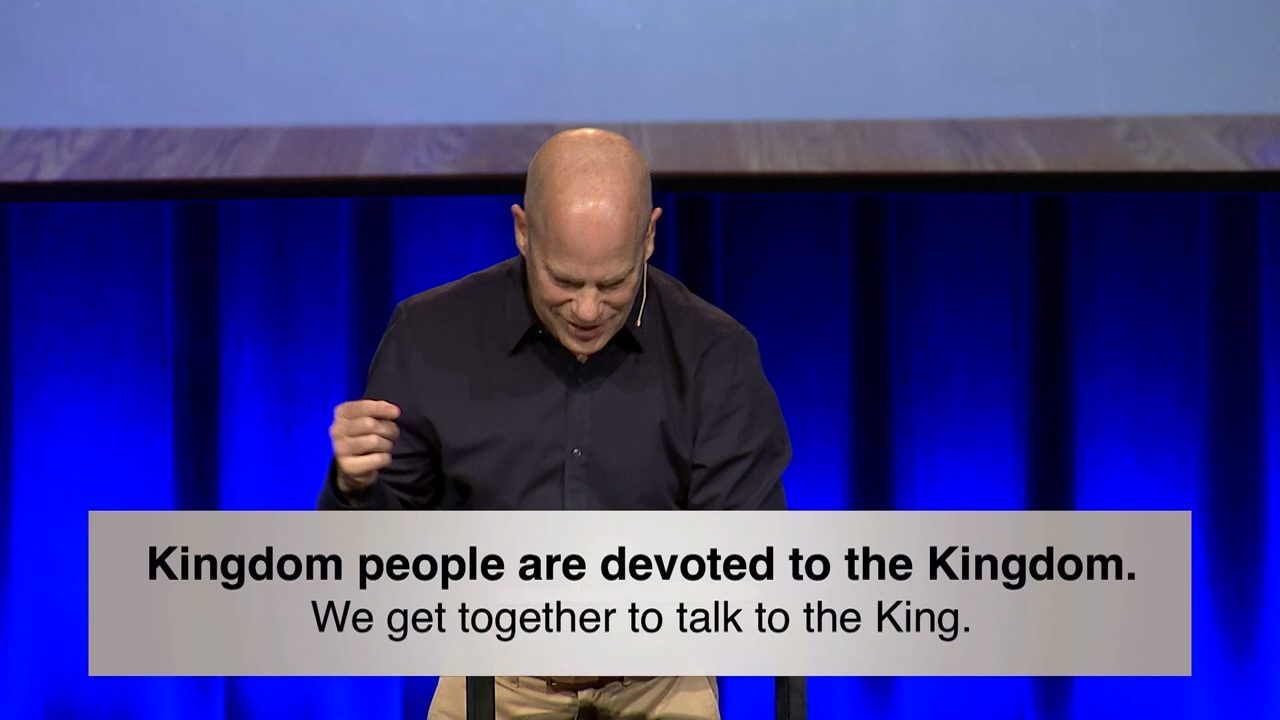 Kingdom people are devoted to the Kingdom.
We get together to talk to the King.